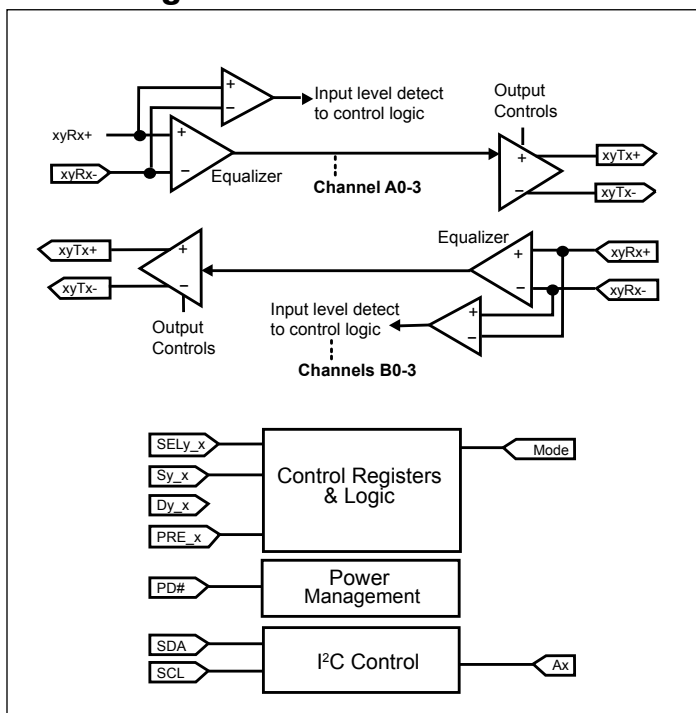 Input level detect
to control logic
Output
Controls
+
−
xyRx+
xyRx-
+
−
Equalizer
Channel A0-3
+
−
xyTx+
xyTx-
xyTx+
xyTx-
+
−
Output
Controls
Equalizer
+
−
xyRx+
xyRx-
Input level detect
to control logic
+
−
Channels B0-3
SELy_x
Sy_x
Dy_x
PRE_x
Control Registers
& Logic
Mode
PD#
Power
Management
SDA
SCL
I²C Control
Ax